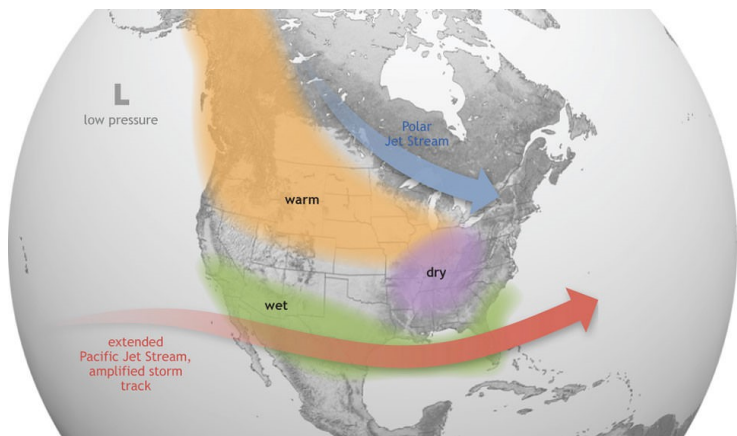 L
low pressure
Polar
Jet Stream
warm
dry
wet
extended
Pacific Jet Stream,
amplified storm
track